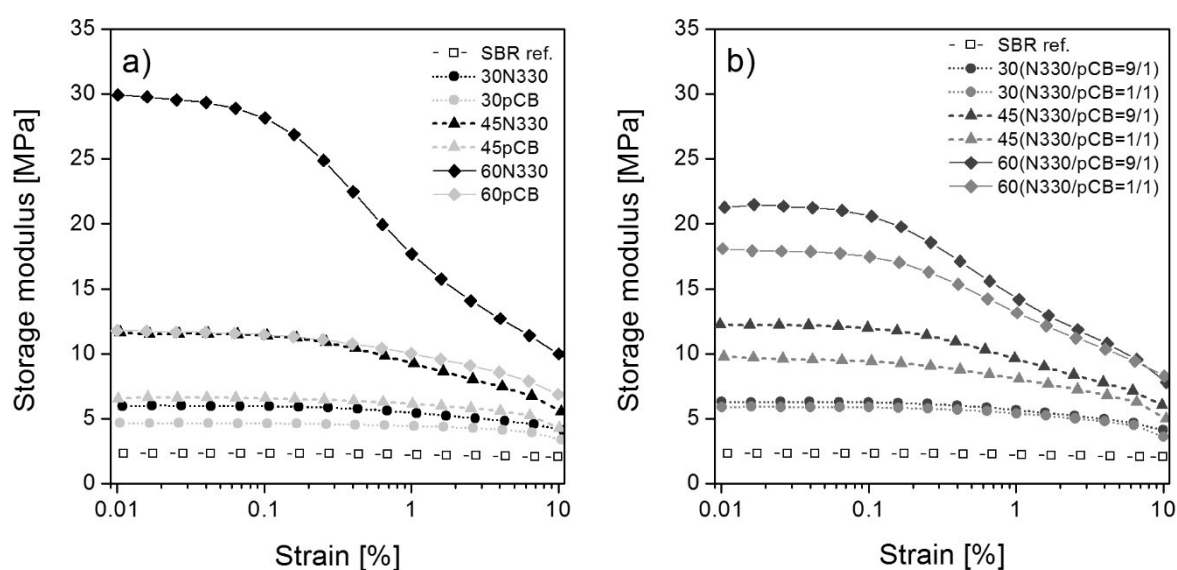 a)
SBR ref.
30N330
30pCB
45N330
45pCB
60N330
60pCB
35
30
25
20
15
10
5
0
0.01 0.1 1 10
Storage modulus [MPa]
Strain [%]
b)
SBR ref.
30(N330/pCB=9/1)
30(N330/pCB=1/1)
45(N330/pCB=9/1)
45(N330/pCB=1/1)
60(N330/pCB=9/1)
60(N330/pCB=1/1)
35
30
25
20
15
10
5
0
0.01 0.1 1 10
Storage modulus [MPa]
Strain [%]